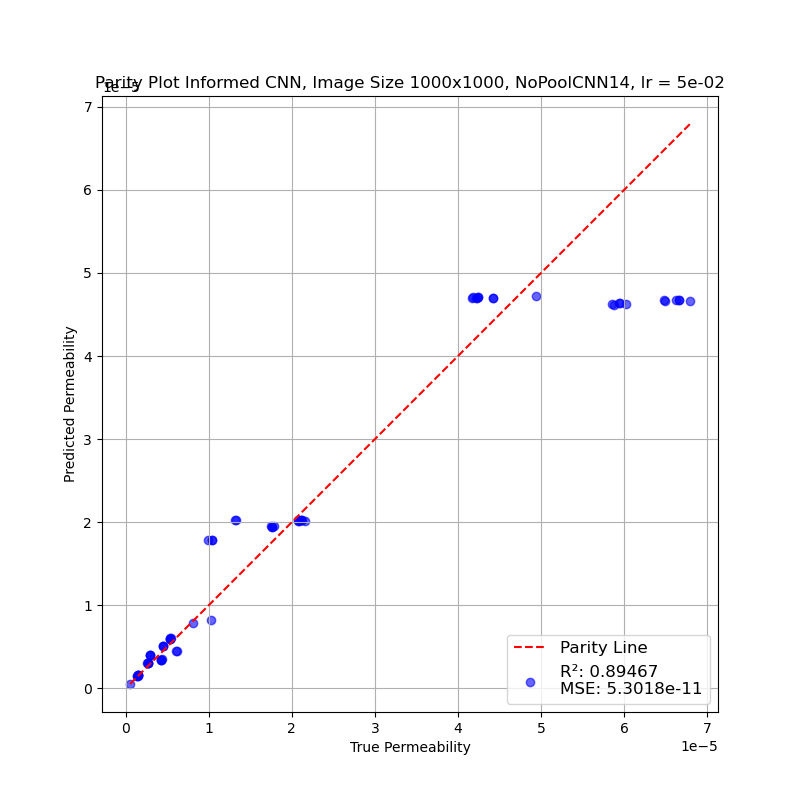 Parity Plot Informed CNN, Image Size 1000x1000, NoPoolCNN14, lr = 5e-02
1e−5
7
6
5
4
3
2
1
0
Predicted Permeability
Parity Line
R²: 0.89467
MSE: 5.3018e-11
0 1 2 3 4 5 6 7
True Permeability
1e−5